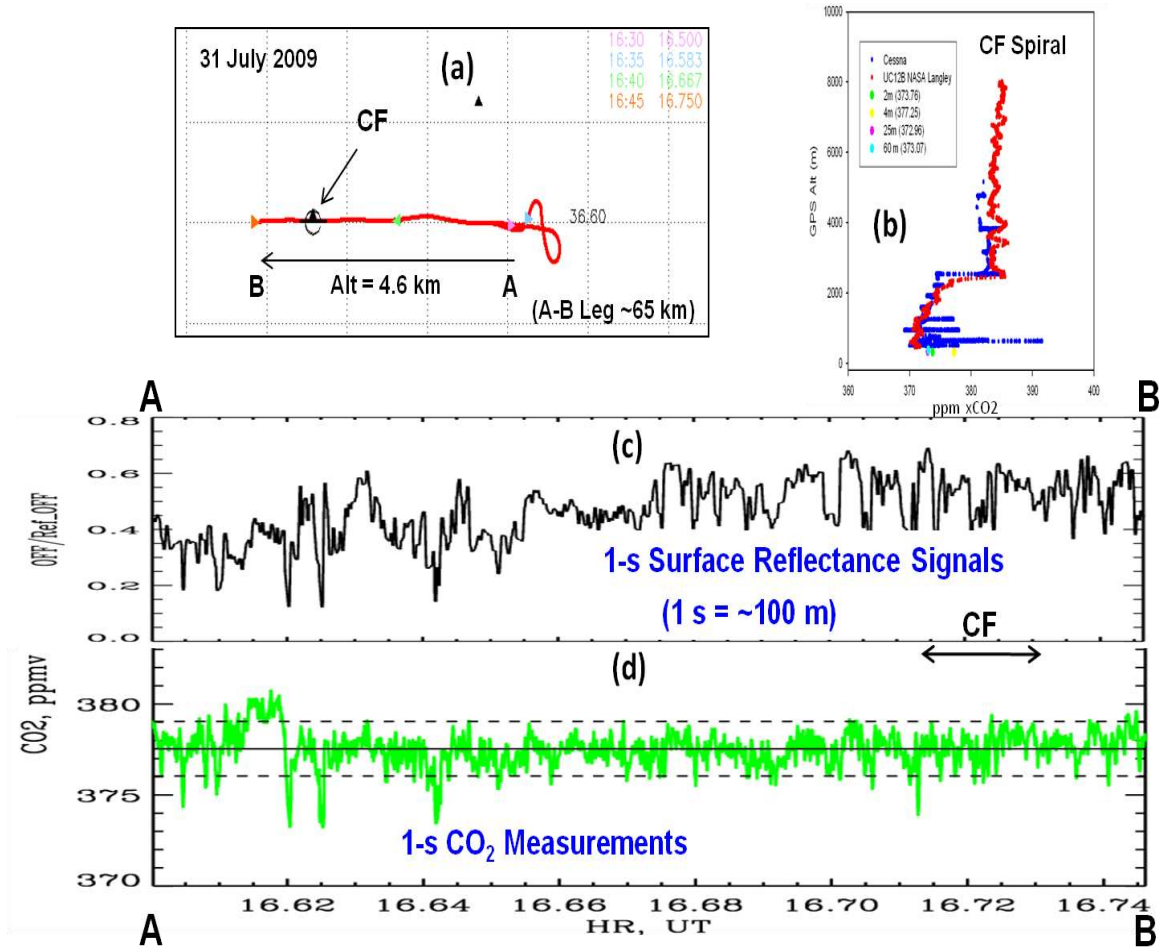 31 July 2009
(a)
16:30 16.500
16:35 16.583
16:40 16.667
16:45 16.750
CF
36.60
B
Alt = 4.6 km
A
(A-B Leg ~65 km)
10000
8000
6000
4000
2000
0
GPS Alt (m)
CF Spiral
Cessna
UC12B NASA Langley
2m (373.76)
4m (377.25)
25m (372.96)
60 m (373.07)
(b)
360
370
380
390
400
ppm xCO2
A
B
0.8
0.6
0.4
0.2
0.0
OFF/Ref_OFF
(c)
1-s Surface Reflectance Signals
(1 s = ~100 m)
CF
(d)
380
375
370
CO2, ppmv
1-s CO₂ Measurements
16.62
16.64
16.66
16.68
16.70
16.72
16.74
HR, UT
A
B